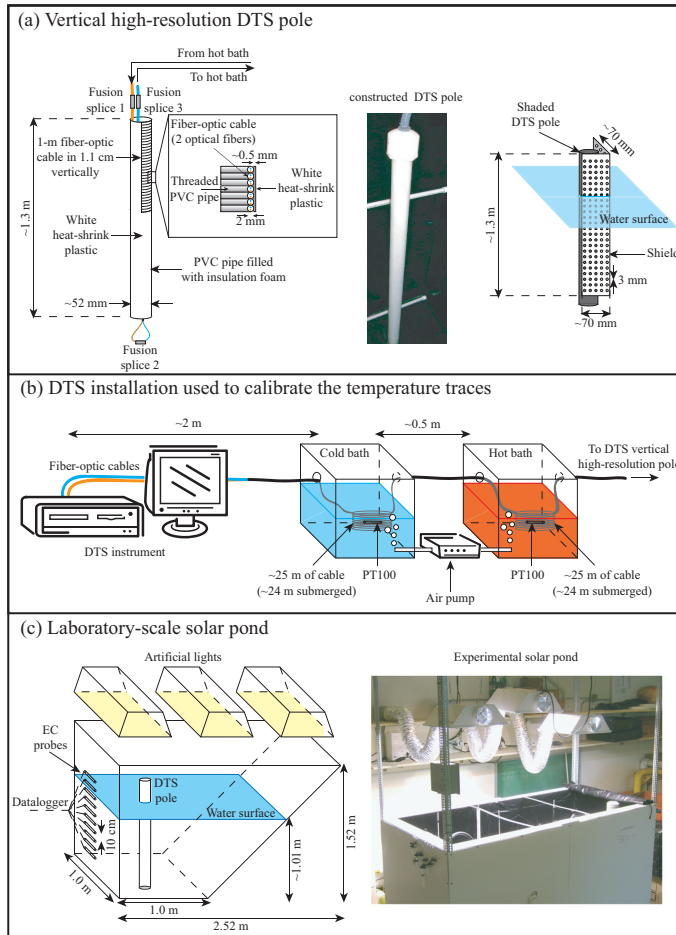 (a) Vertical high-resolution DTS pole
From hot bath
To hot bath
Fusion
splice 1
Fusion
splice 3
1-m fiber-optic
cable in 1.1 cm
vertically
~1.3 m
White
heat-shrink
plastic
~52 mm
Fusion
splice 2
PVC pipe filled
with insulation foam
Fiber-optic cable
(2 optical fibers)
~0.5 mm
Threaded
PVC pipe
White
heat-shrink
plastic
2 mm
constructed DTS pole
Shaded
DTS pole
~70 mm
~1.3 m
Water surface
Shield
3 mm
~70 mm
(b) DTS installation used to calibrate the temperature traces
~2 m
~0.5 m
Fiber-optic cables
Cold bath
Hot bath
To DTS vertical
high-resolution pole
DTS instrument
~25 m of cable
(~24 m submerged)
PT100
Air pump
PT100
~25 m of cable
(~24 m submerged)
(c) Laboratory-scale solar pond
Artificial lights
Experimental solar pond
EC
probes
DTS
pole
Datalogger
Water surface
10 cm
~1.01 m
1.52 m
1.0 m
1.0 m
2.52 m